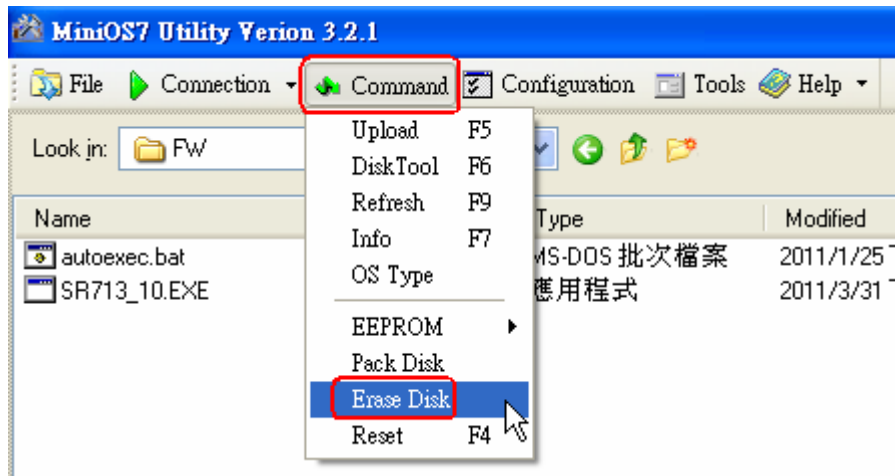 MiniOS7 Utility Verion 3.2.1
File Connection Command Configuration Tools Help
Look in: FW
Upload F5
DiskTool F6
Refresh F9
Info F7
OS Type
EEPROM
Pack Disk
Erase Disk
Reset F4
Name Type Modified
autoexec.bat MS-DOS 批次檔案 2011/1/25
SR713_10.EXE 應用程式 2011/3/31